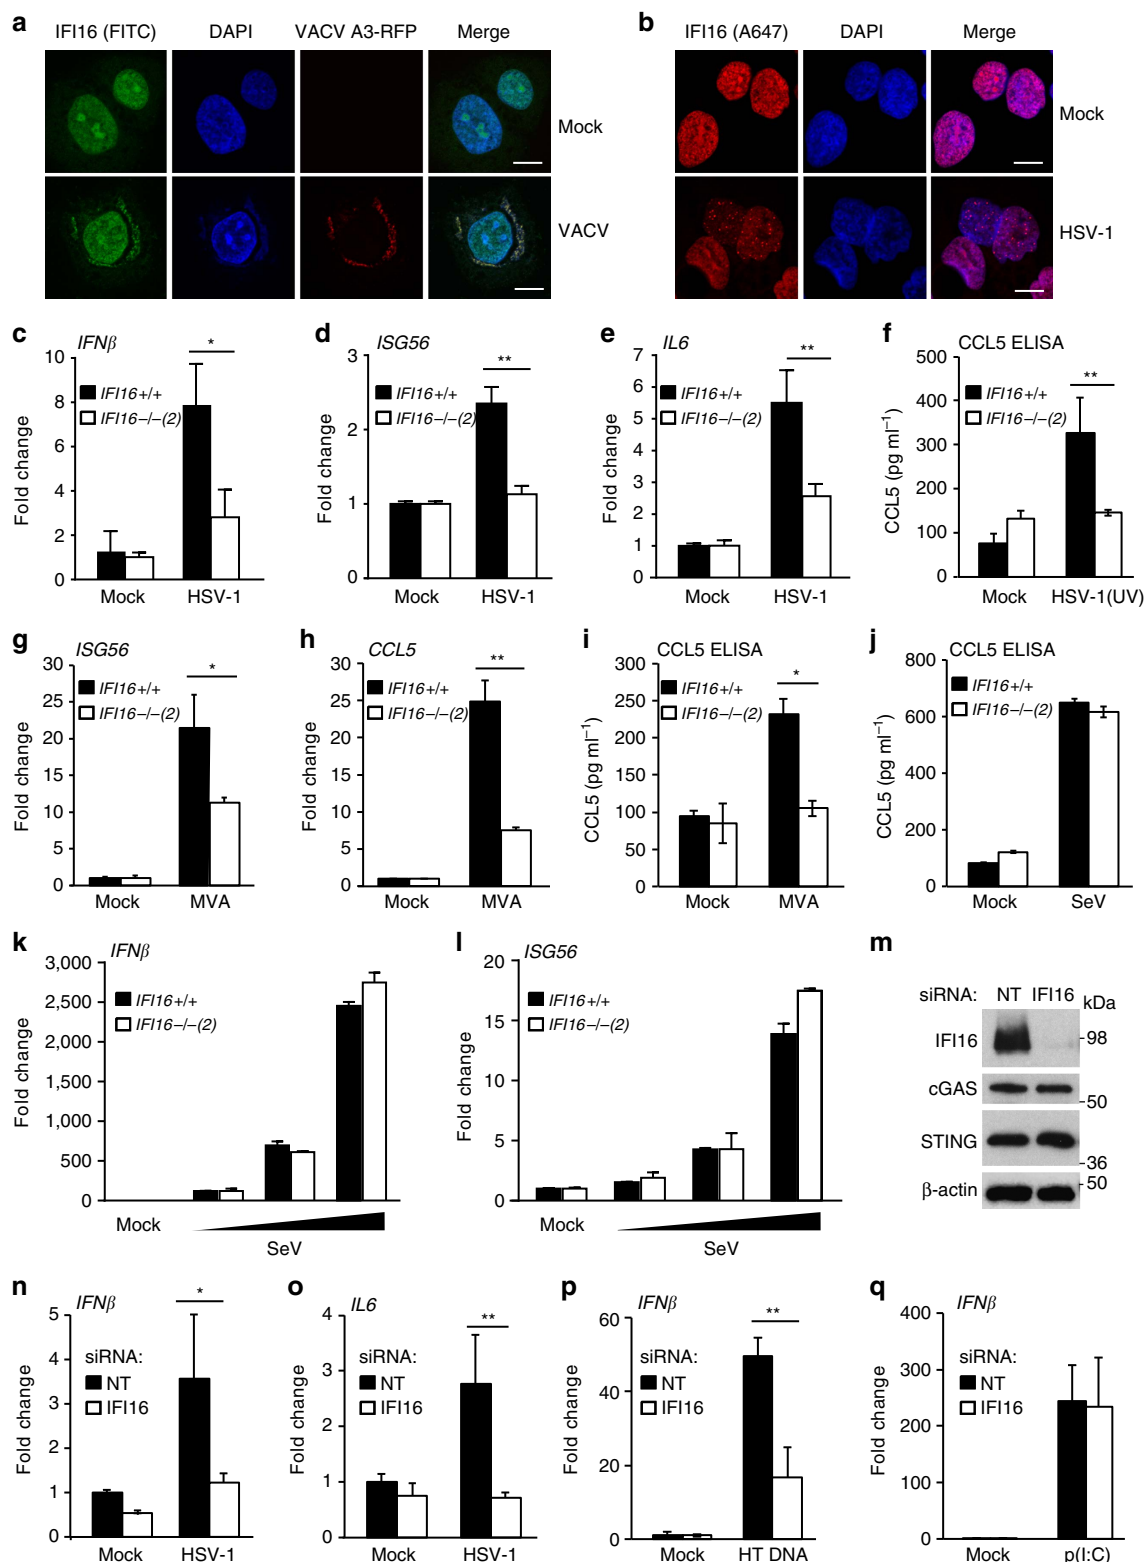 a
IFI16 (FITC) DAPI VACV A3-RFP Merge
Mock
VACV
b
IFI16 (A647) DAPI Merge
Mock
HSV-1
c
IFNβ
*
IFI16+/+
IFI16−/−(2)
Fold change
10
8
6
4
2
0
Mock HSV-1
d
ISG56
**
IFI16+/+
IFI16−/−(2)
Fold change
3
2
1
0
Mock HSV-1
e
IL6
**
IFI16+/+
IFI16−/−(2)
Fold change
7
6
5
4
3
2
1
0
Mock HSV-1
f
CCL5 ELISA
**
IFI16+/+
IFI16−/−(2)
CCL5 (pg ml−1)
500
400
300
200
100
0
Mock HSV-1(UV)
g
ISG56
*
IFI16+/+
IFI16−/−(2)
Fold change
30
25
20
15
10
5
0
Mock MVA
h
CCL5
**
IFI16+/+
IFI16−/−(2)
Fold change
30
25
20
15
10
5
0
Mock MVA
i
CCL5 ELISA
*
IFI16+/+
IFI16−/−(2)
CCL5 (pg ml−1)
300
250
200
150
100
50
0
Mock MVA
j
CCL5 ELISA
IFI16+/+
IFI16−/−(2)
CCL5 (pg ml−1)
800
600
400
200
0
Mock SeV
k
IFNβ
IFI16+/+
IFI16−/−(2)
Fold change
3,000
2,500
2,000
1,500
1,000
500
0
Mock
SeV
l
ISG56
IFI16+/+
IFI16−/−(2)
Fold change
20
15
10
5
0
Mock
SeV
m
siRNA: NT IFI16 kDa
IFI16 -98
cGAS
-50
STING
-36
β-actin -50
n
IFNβ
*
siRNA:
NT
IFI16
Fold change
5
4
3
2
1
0
Mock HSV-1
o
IL6
**
siRNA:
NT
IFI16
Fold change
4
3
2
1
0
Mock HSV-1
p
IFNβ
**
siRNA:
NT
IFI16
Fold change
60
40
20
0
Mock HT DNA
q
IFNβ
siRNA:
NT
IFI16
Fold change
400
300
200
100
0
Mock p(I:C)